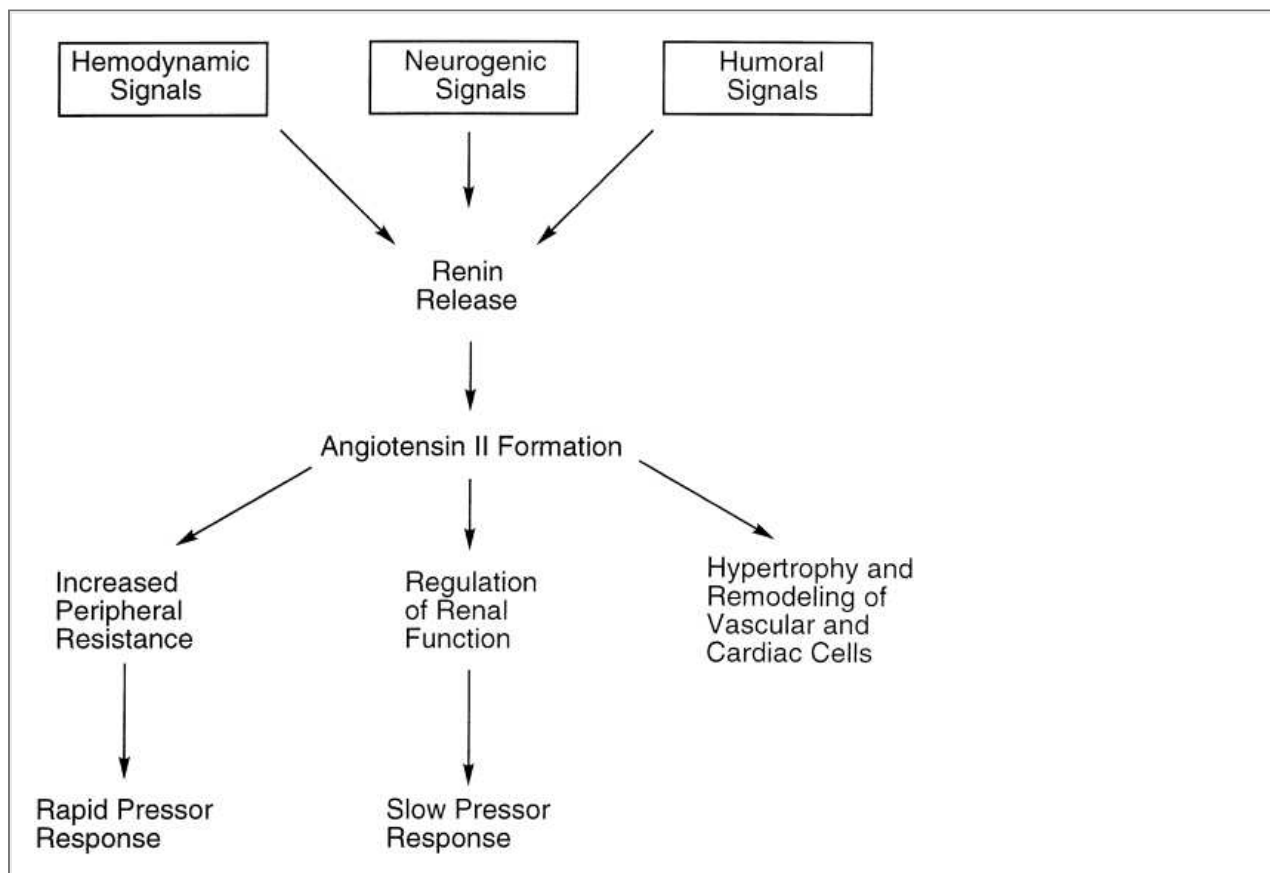 Hemodynamic
Signals
Neurogenic
Signals
Humoral
Signals
Renin
Release
Angiotensin II Formation
Increased
Peripheral
Resistance
Regulation
of Renal
Function
Hypertrophy and
Remodeling of
Vascular and
Cardiac Cells
Rapid Pressor
Response
Slow Pressor
Response